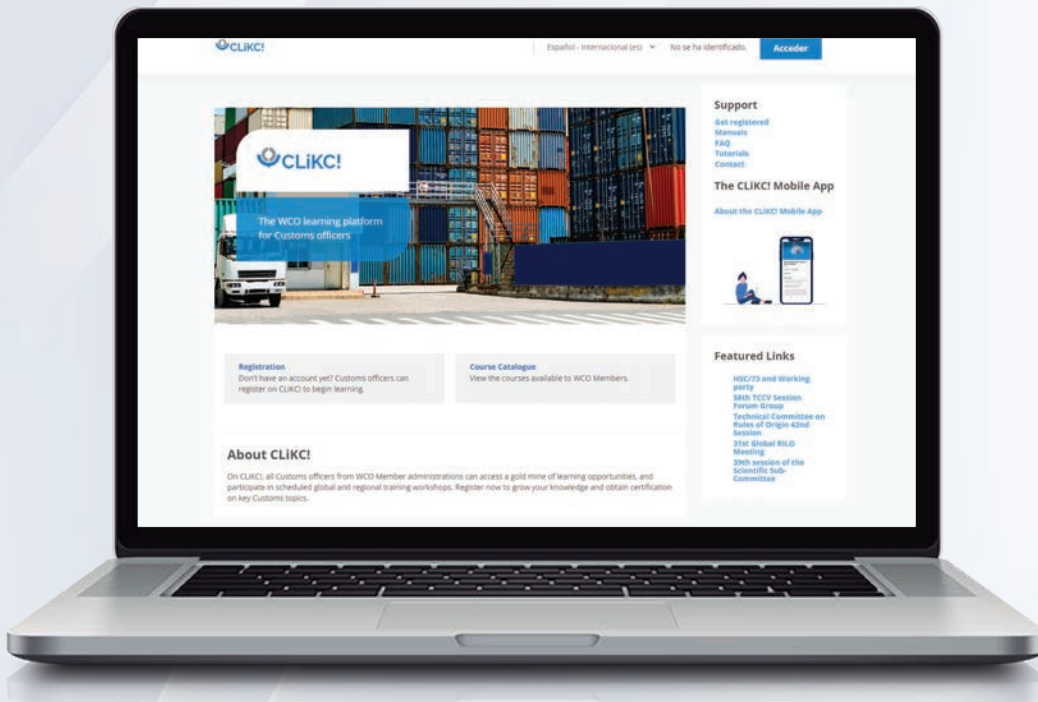 CLiKC!
Español - Internacional (es)
No se ha identificado.
Acceder
CLiKC!
The WCO learning platform
for Customs officers
Registration
Don't have an account yet? Customs officers can
register on CLiKC! to begin learning.
Course Catalogue
View the courses available to WCO Members.
About CLiKC!
On CLiKC!, all Customs officers from WCO Member administrations can access a gold mine of learning opportunities, and
participate in scheduled global and regional training workshops. Register now to grow your knowledge and obtain certification
on key Customs topics.
Support
Get registered
Manuals
FAQ
Tutorials
Contact
The CLiKC! Mobile App
About the CLiKC! Mobile App
Featured Links
HSC/73 and Working
party
58th TCCV Session
Forum Group
Technical Committee on
Rules of Origin 42nd
Session
31st Global RILO
Meeting
39th session of the
Scientific Sub-
Committee